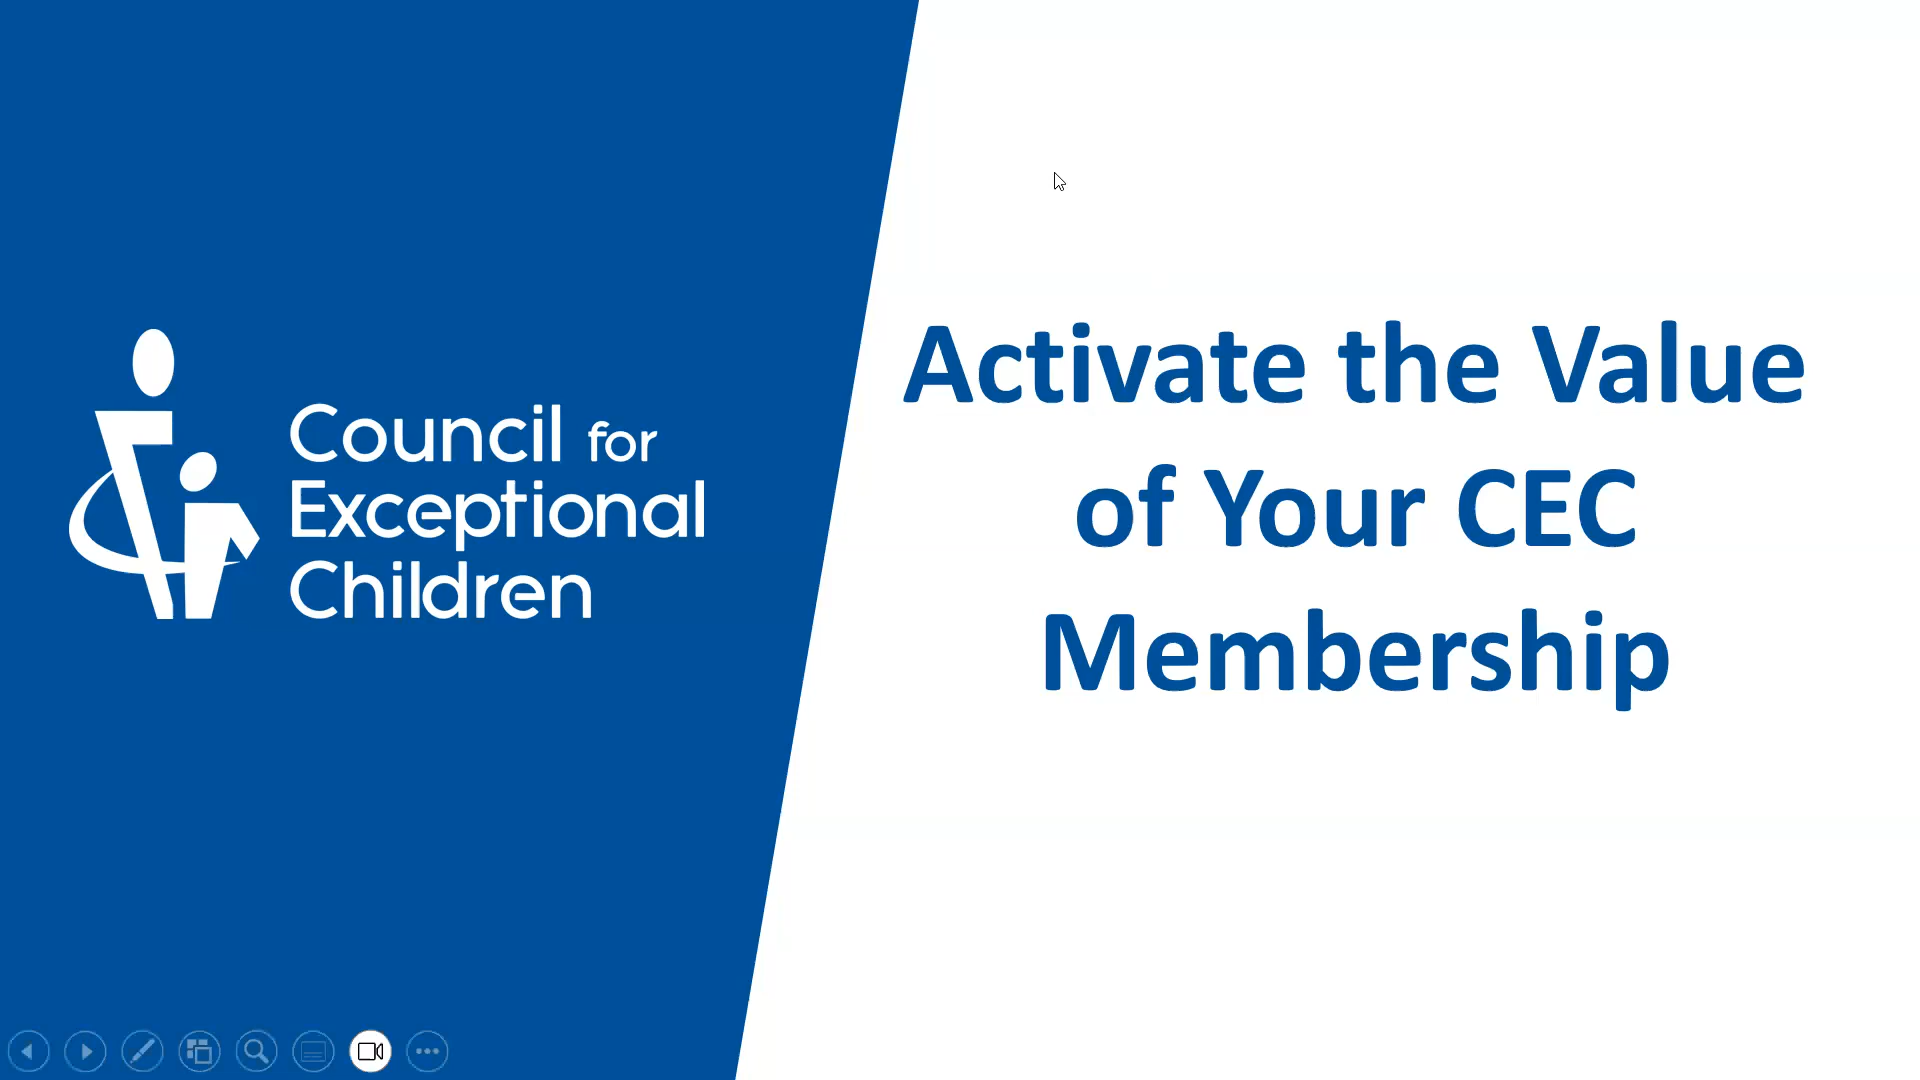 Council for
Exceptional
Children
Activate the Value
of Your CEC
Membership